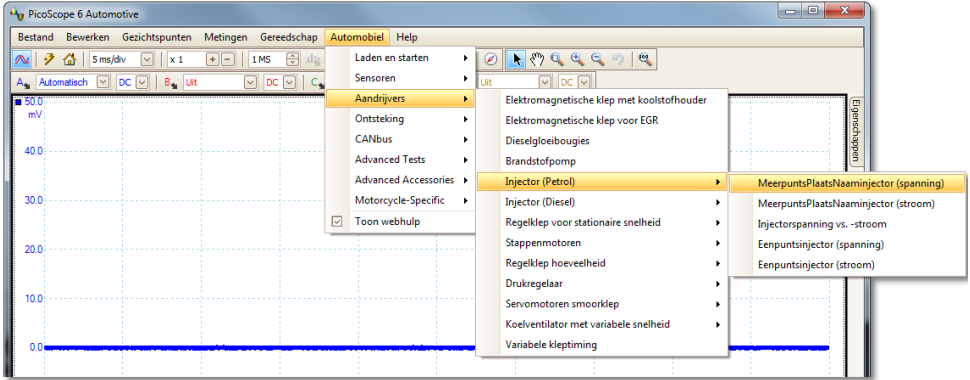 PicoScope 6 Automotive
Bestand Bewerken Gezichtspunten Metingen Gereedschap Automobiel Help
5 ms/div x 1 1 MS
A Automatisch DC B Uit DC C Uit DC
50.0
mV
40.0
30.0
20.0
10.0
0.0
Laden en starten
Sensoren
Aandrijvers
Ontsteking
CANbus
Advanced Tests
Advanced Accessories
Motorcycle-Specific
Toon webhulp
Elektromagnetische klep met koolstofhouder
Elektromagnetische klep voor EGR
Dieselgloeibougies
Brandstofpomp
Injector (Petrol)
Injector (Diesel)
Regelklep voor stationaire snelheid
Stappenmotoren
Regelklep hoeveelheid
Drukregelaar
Servomotoren smoorklep
Koelventilator met variabele snelheid
Variabele kleptiming
MeerpuntsPlaatsNaaminjector (spanning)
MeerpuntsPlaatsNaaminjector (stroom)
Injectorspanning vs. -stroom
Eenpuntsinjector (spanning)
Eenpuntsinjector (stroom)
Eigenschappen